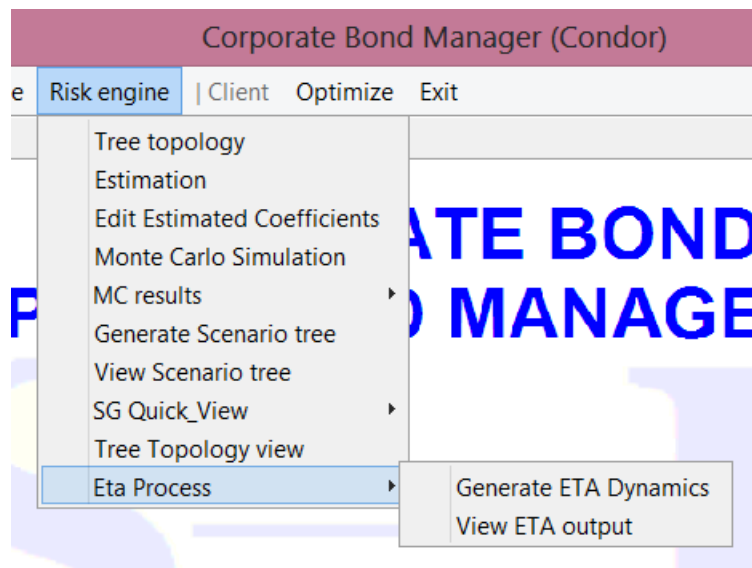 Corporate Bond Manager (Condor)
e Risk engine | Client Optimize Exit
Tree topology
Estimation
Edit Estimated Coefficients
ATE BOND
Monte Carlo Simulation
MC results
P MANAGE
Generate Scenario tree
View Scenario tree
SG Quick_View
Tree Topology view
Eta Process
Generate ETA Dynamics
View ETA output